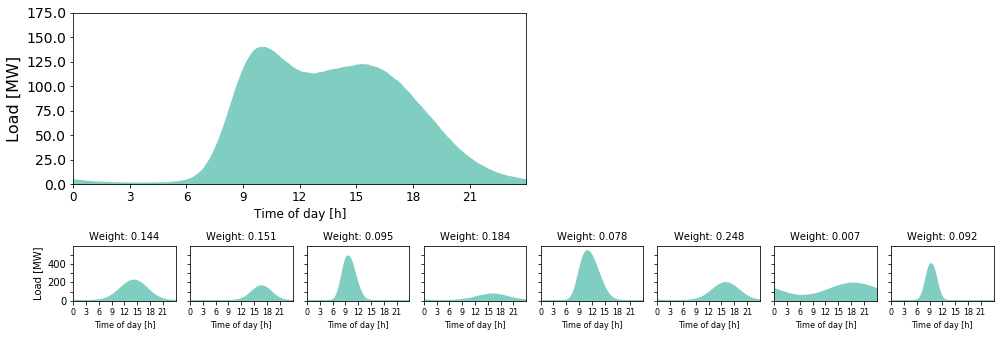 175.0
150.0
125.0
100.0
75.0
50.0
25.0
0.0
Load [MW]
0 3 6 9 12 15 18 21
Time of day [h]
Weight: 0.144 Weight: 0.151 Weight: 0.095 Weight: 0.184 Weight: 0.078 Weight: 0.248 Weight: 0.007 Weight: 0.092
400
200
0
Load [MW]
0 3 6 9 12 15 18 21 0 3 6 9 12 15 18 21 0 3 6 9 12 15 18 21 0 3 6 9 12 15 18 21 0 3 6 9 12 15 18 21 0 3 6 9 12 15 18 21 0 3 6 9 12 15 18 21 0 3 6 9 12 15 18 21
Time of day [h] Time of day [h] Time of day [h] Time of day [h] Time of day [h] Time of day [h] Time of day [h] Time of day [h]